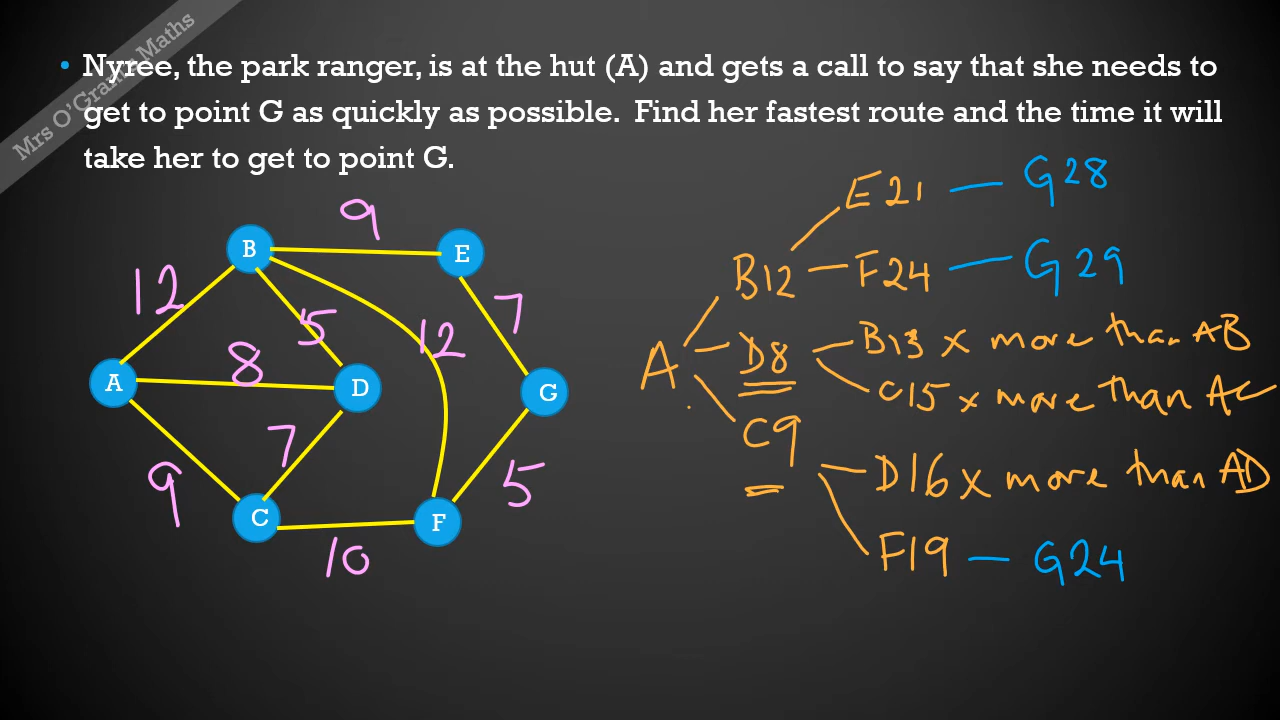 Mrs O'Grams Maths
• Nyree, the park ranger, is at the hut (A) and gets a call to say that she needs to
get to point G as quickly as possible. Find her fastest route and the time it will
take her to get to point G.
E21 — G28
B12 — F24 — G29
A — D8 — B13 x more than AB
C15 x more than AC
C9
D16 x more than AD
F19 — G24
9
B E
12 5 12 7
8
A D G
9 7 5
C F
10